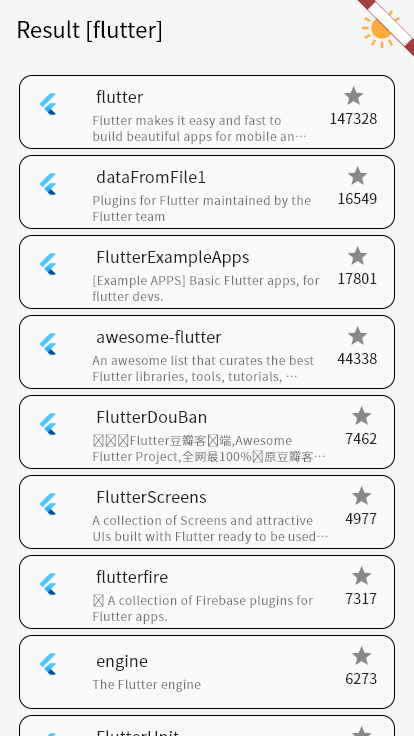 Result [flutter]
flutter
147328
Flutter makes it easy and fast to
build beautiful apps for mobile an…
dataFromFile1
16549
Plugins for Flutter maintained by the
Flutter team
FlutterExampleApps
17801
[Example APPS] Basic Flutter apps, for
flutter devs.
awesome-flutter
44338
An awesome list that curates the best
Flutter libraries, tools, tutorials, …
FlutterDouBan
7462
Flutter豆瓣客端,Awesome
Flutter Project,全网最100%原豆瓣客…
FlutterScreens
4977
A collection of Screens and attractive
UIs built with Flutter ready to be used…
flutterfire
7317
A collection of Firebase plugins for
Flutter apps.
engine
6273
The Flutter engine